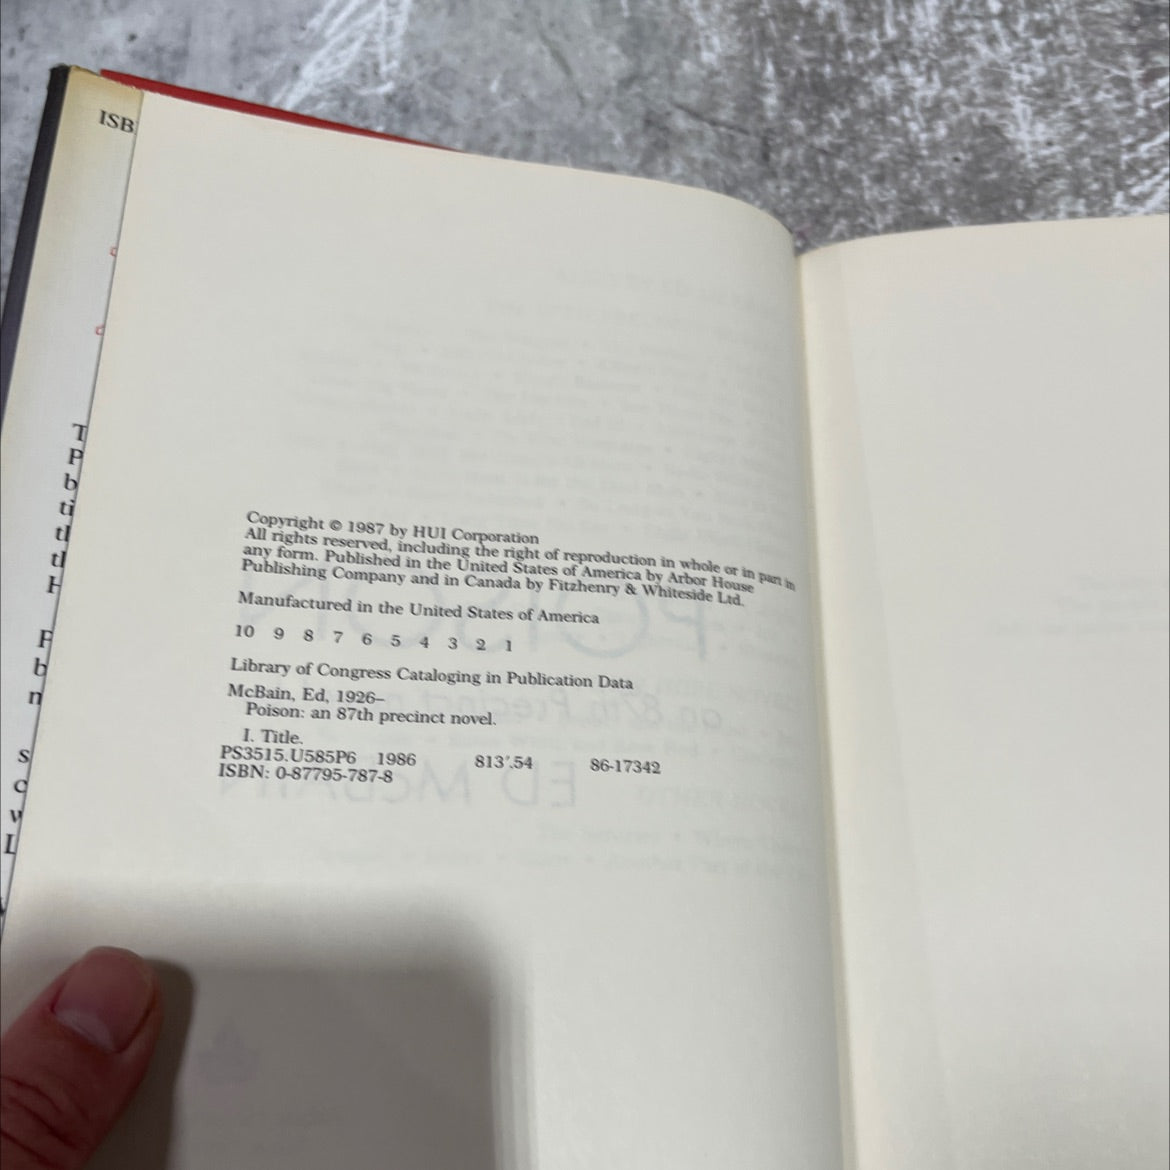 ISB
T
P
b
ti
tl
tl
H
P
b
n
s
c
w
L
Copyright © 1987 by HUI Corporation
All rights reserved, including the right of reproduction in whole or in part in
any form. Published in the United States of America by Arbor House
Publishing Company and in Canada by Fitzhenry & Whiteside Ltd.
Manufactured in the United States of America
10 9 8 7 6 5 4 3 2 1
Library of Congress Cataloging in Publication Data
McBain, Ed, 1926–
Poison: an 87th precinct novel.
I. Title.
PS3515.U585P6 1986 813′.54 86-17342
ISBN: 0-87795-787-8